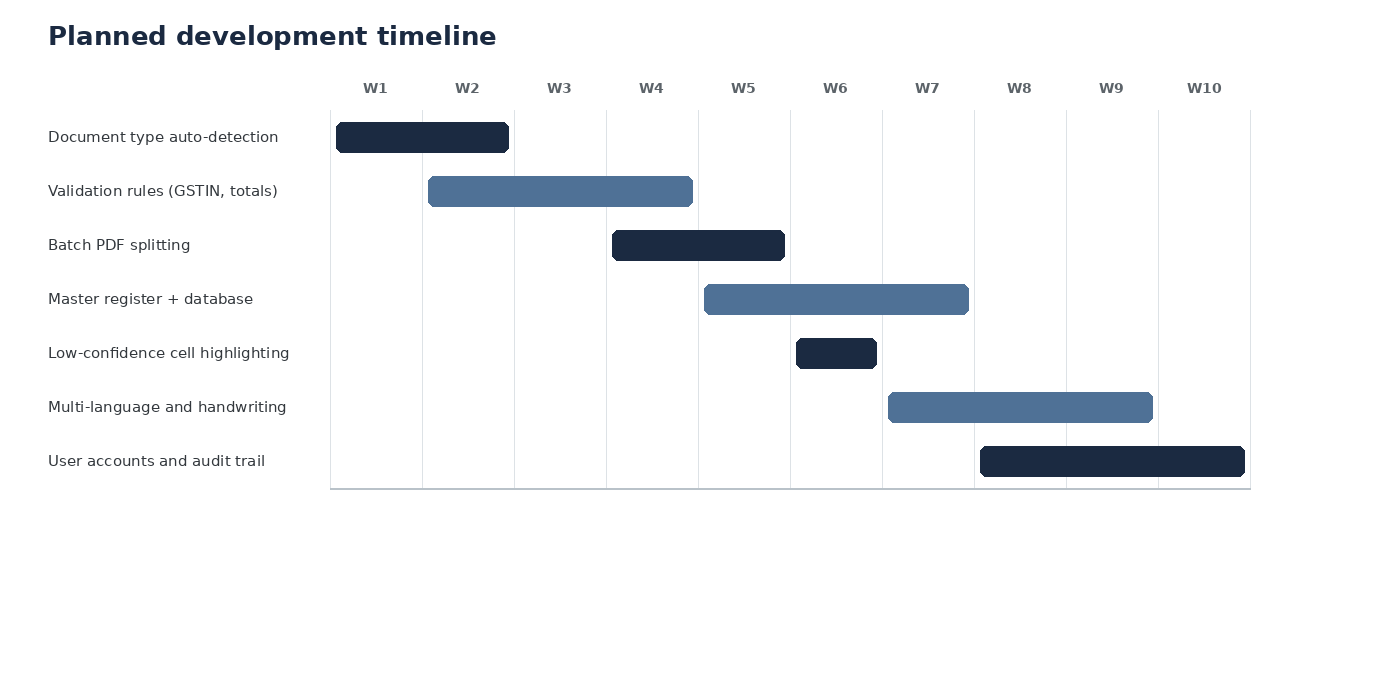 Planned development timeline
W1 W2 W3 W4 W5 W6 W7 W8 W9 W10
Document type auto-detection
Validation rules (GSTIN, totals)
Batch PDF splitting
Master register + database
Low-confidence cell highlighting
Multi-language and handwriting
User accounts and audit trail